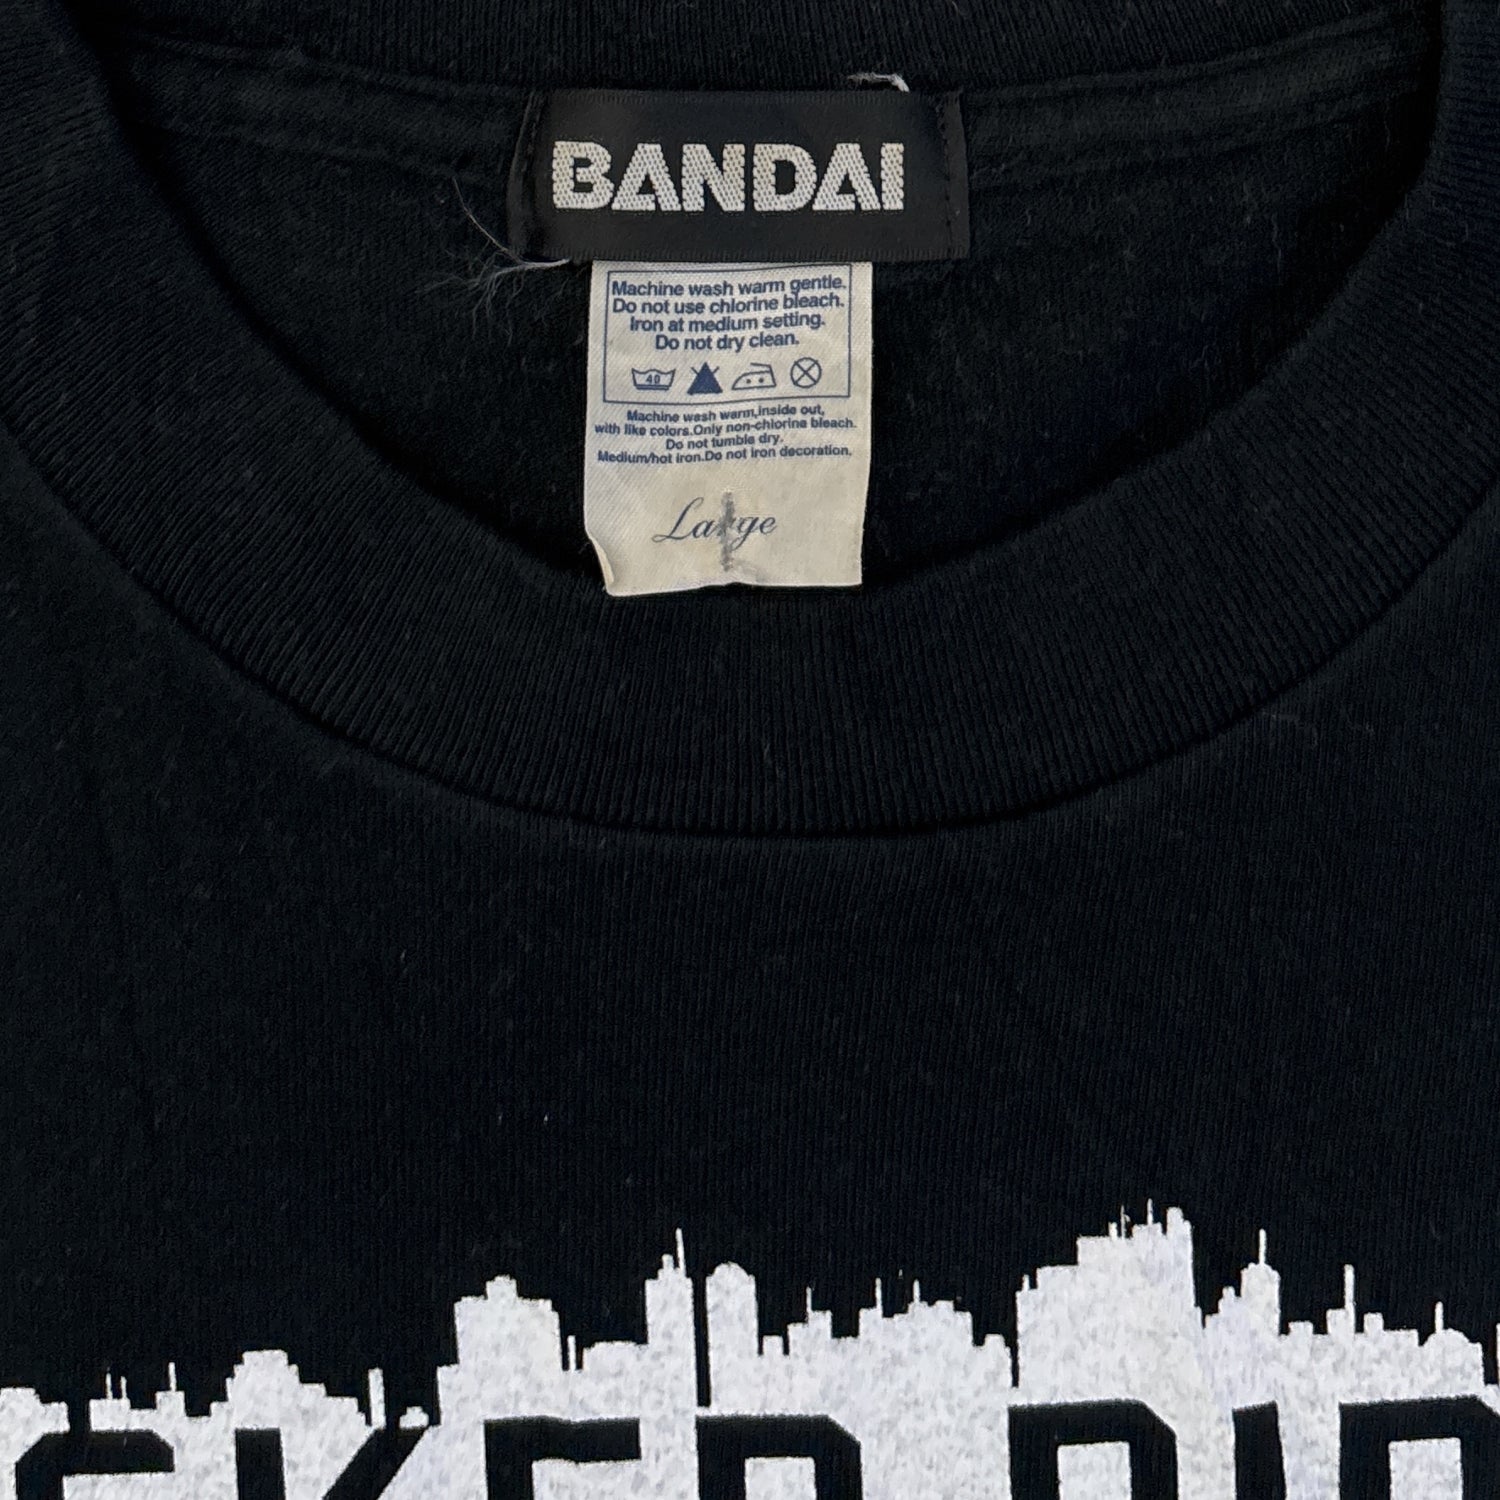 BANDAI
Machine wash warm gentle.
Do not use chlorine bleach.
Iron at medium setting.
Do not dry clean.
40
Machine wash warm,inside out,
with like colors.Only non-chlorine bleach.
Do not tumble dry.
Medium/hot iron.Do not iron decoration.
Large